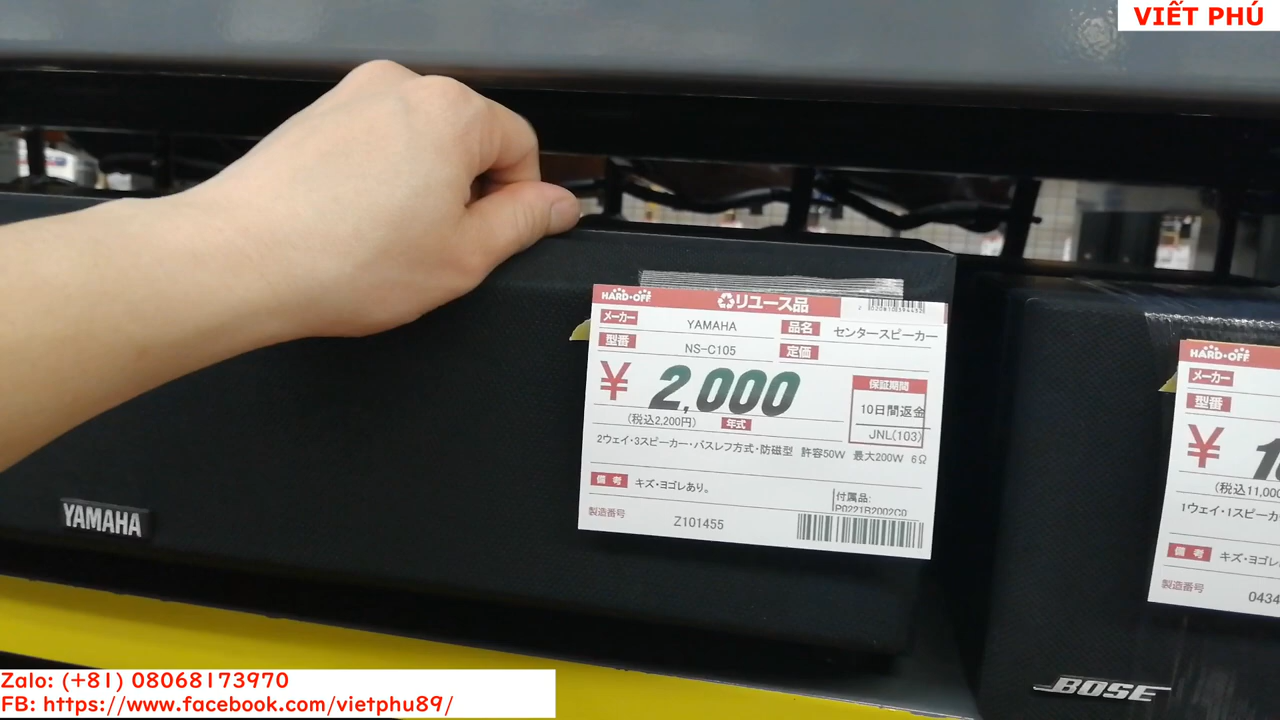 VIẾT PHÚ
HARD・OFF
リユース品
メーカー YAMAHA 品名 センタースピーカー
型番 NS-C105 定価
¥2,000
(税込2,200円) 年式
保証期間
10日間返金
JNL(103)
2ウェイ・3スピーカー・バスレフ方式・防磁型 許容50W 最大200W 6Ω
備考 キズ・ヨゴレあり。
付属品:
P0221B2002C0
製造番号 Z101455
YAMAHA
HARD・OFF
メーカー
型番
¥1
(税込11,00
1ウェイ・1スピーカ
備考 キズ・ヨゴレ
製造番号 0434
BOSE
Zalo: (+81) 08068173970
FB: https://www.facebook.com/vietphu89/